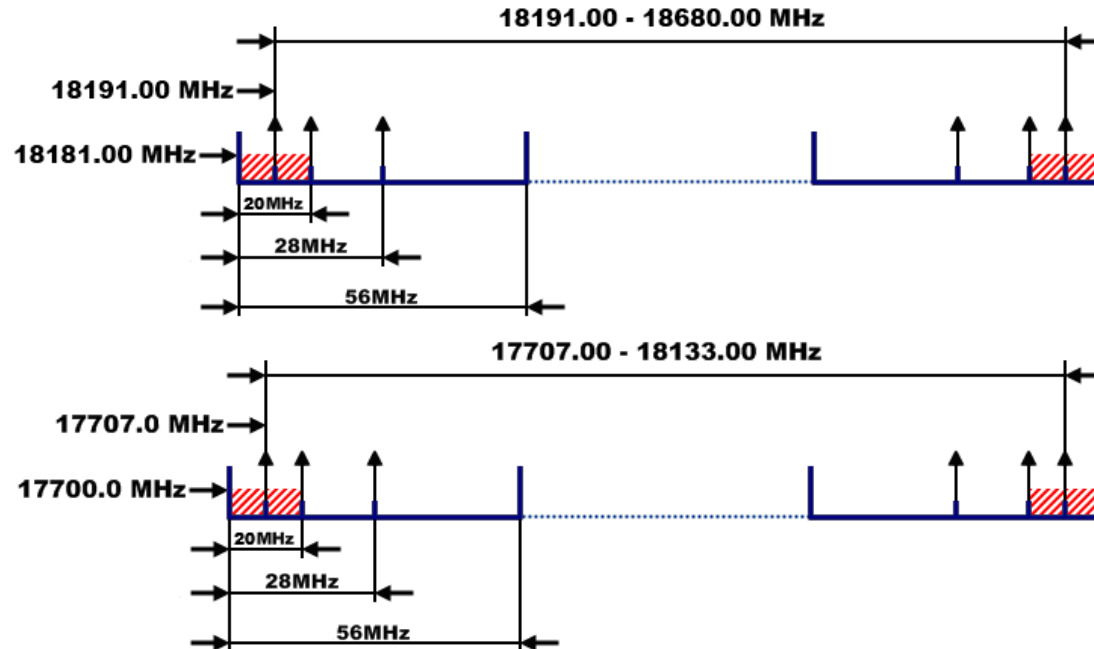 18191.00 - 18680.00 MHz
18191.00 MHz
18181.00 MHz
20MHz
28MHz
56MHz
17707.00 - 18133.00 MHz
17707.0 MHz
17700.0 MHz
20MHz
28MHz
56MHz